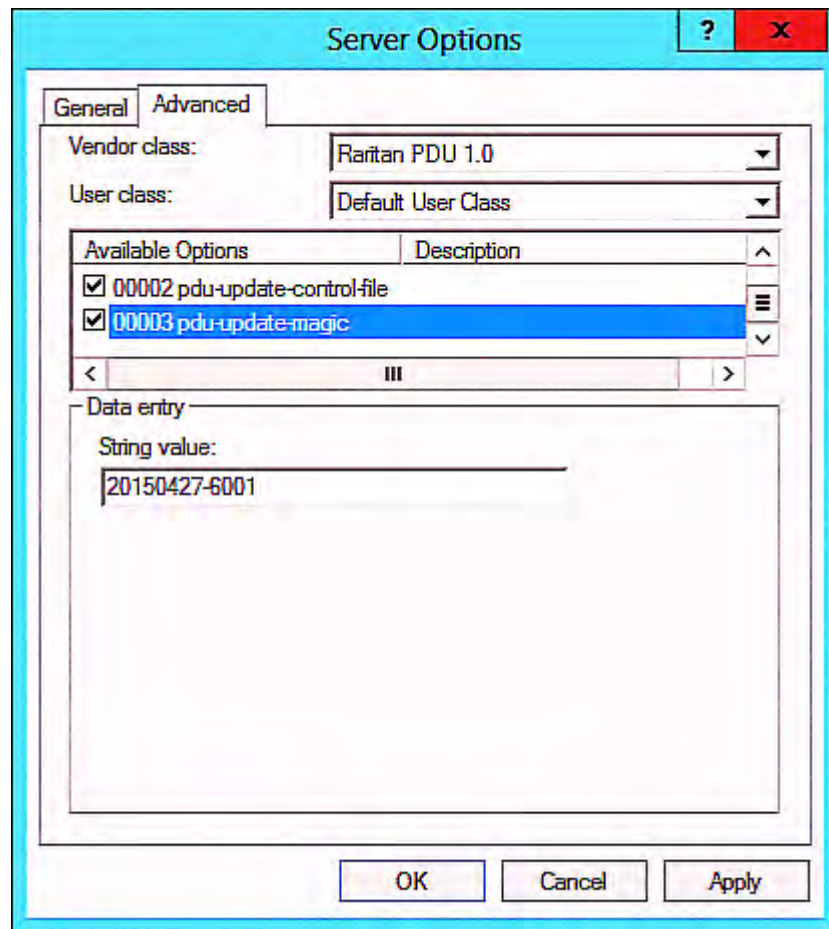 Server Options
?
x
General
Advanced
Vendor class:
Raritan PDU 1.0
User class:
Default User Class
Available Options
Description
00002 pdu-update-control-file
00003 pdu-update-magic
Data entry
String value:
20150427-6001
OK
Cancel
Apply